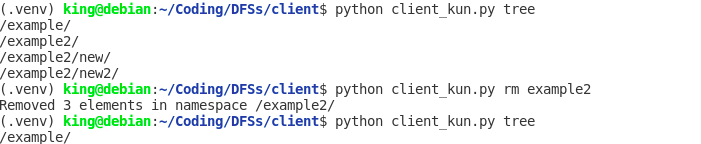 (.venv) king@debian:~/Coding/DFSs/client$ python client_kun.py tree
/example/
/example2/
/example2/new/
/example2/new2/
(.venv) king@debian:~/Coding/DFSs/client$ python client_kun.py rm example2
Removed 3 elements in namespace /example2/
(.venv) king@debian:~/Coding/DFSs/client$ python client_kun.py tree
/example/